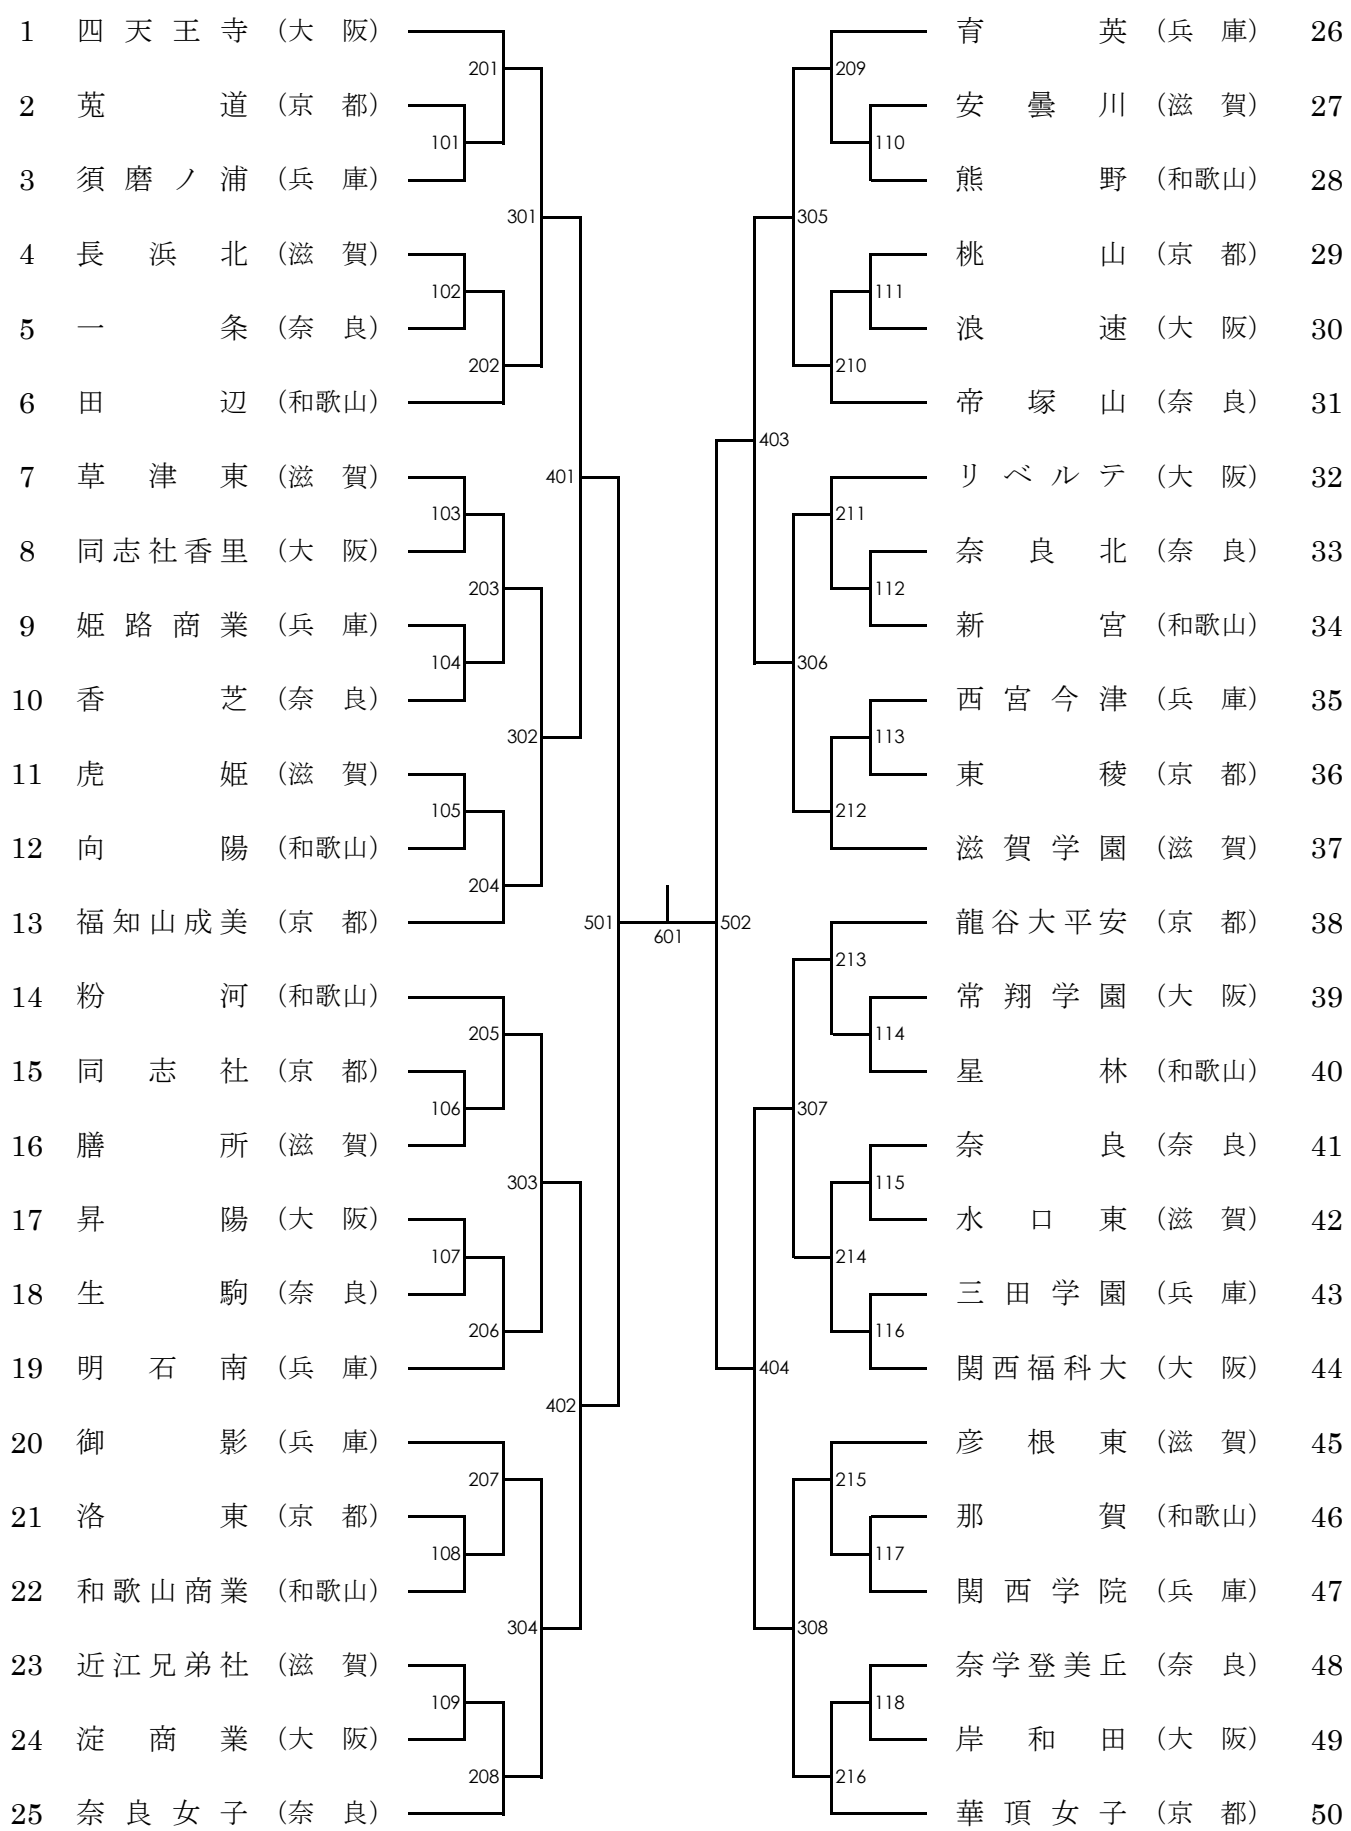 1 四天王寺 (大 阪)
201
2 莵道 (京 都)
101
3 須磨ノ浦 (兵 庫)
301
4 長浜北 (滋 賀)
102
5 一条 (奈 良)
202
6 田辺 (和歌山)
7 草津東 (滋 賀)
401
103
8 同志社香里 (大 阪)
203
9 姫路商業 (兵 庫)
104
10 香芝 (奈 良)
302
11 虎姫 (滋 賀)
105
12 向陽 (和歌山)
204
13 福知山成美 (京 都)
501
601
14 粉河 (和歌山)
205
15 同志社 (京 都)
106
16 膳所 (滋 賀)
303
17 昇陽 (大 阪)
107
18 生駒 (奈 良)
206
19 明石南 (兵 庫)
402
20 御影 (兵 庫)
207
21 洛東 (京 都)
108
22 和歌山商業 (和歌山)
304
23 近江兄弟社 (滋 賀)
109
24 淀商業 (大 阪)
208
25 奈良女子 (奈 良)
育英 (兵 庫) 26
209
安曇川 (滋 賀) 27
110
熊野 (和歌山) 28
305
桃山 (京 都) 29
111
浪速 (大 阪) 30
210
帝塚山 (奈 良) 31
403
リベルテ (大 阪) 32
211
奈良北 (奈 良) 33
112
新宮 (和歌山) 34
306
西宮今津 (兵 庫) 35
113
東稜 (京 都) 36
212
滋賀学園 (滋 賀) 37
502
龍谷大平安 (京 都) 38
213
常翔学園 (大 阪) 39
114
星林 (和歌山) 40
307
奈良 (奈 良) 41
115
水口東 (滋 賀) 42
214
三田学園 (兵 庫) 43
116
関西福科大 (大 阪) 44
404
彦根東 (滋 賀) 45
215
那賀 (和歌山) 46
117
関西学院 (兵 庫) 47
308
奈学登美丘 (奈 良) 48
118
岸和田 (大 阪) 49
216
華頂女子 (京 都) 50